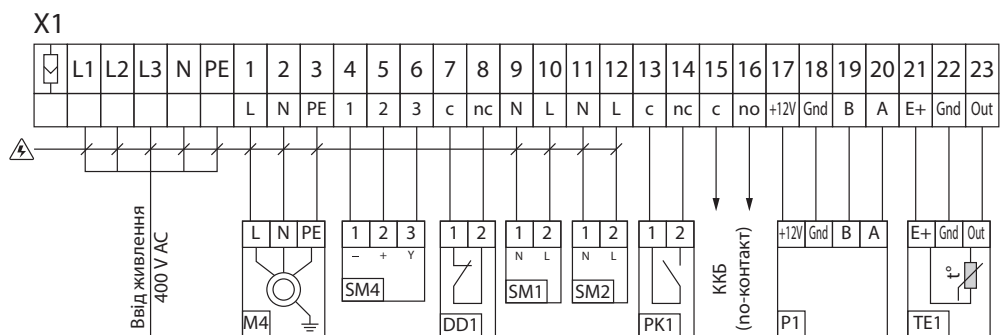 X1
L1 L2 L3 N PE 1 2 3 4 5 6 7 8 9 10 11 12 13 14 15 16 17 18 19 20 21 22 23
L N PE 1 2 3 c nc N L N L c nc c no +12V Gnd B A E+ Gnd Out
Ввід живлення
400 V AC
L N PE
M4
1 2 3
– + Y
SM4
1 2
DD1
1 2
N L
SM1
1 2
N L
SM2
1 2
PK1
ККБ
(no-контакт)
+12V Gnd B A
P1
E+ Gnd Out
t°
TE1